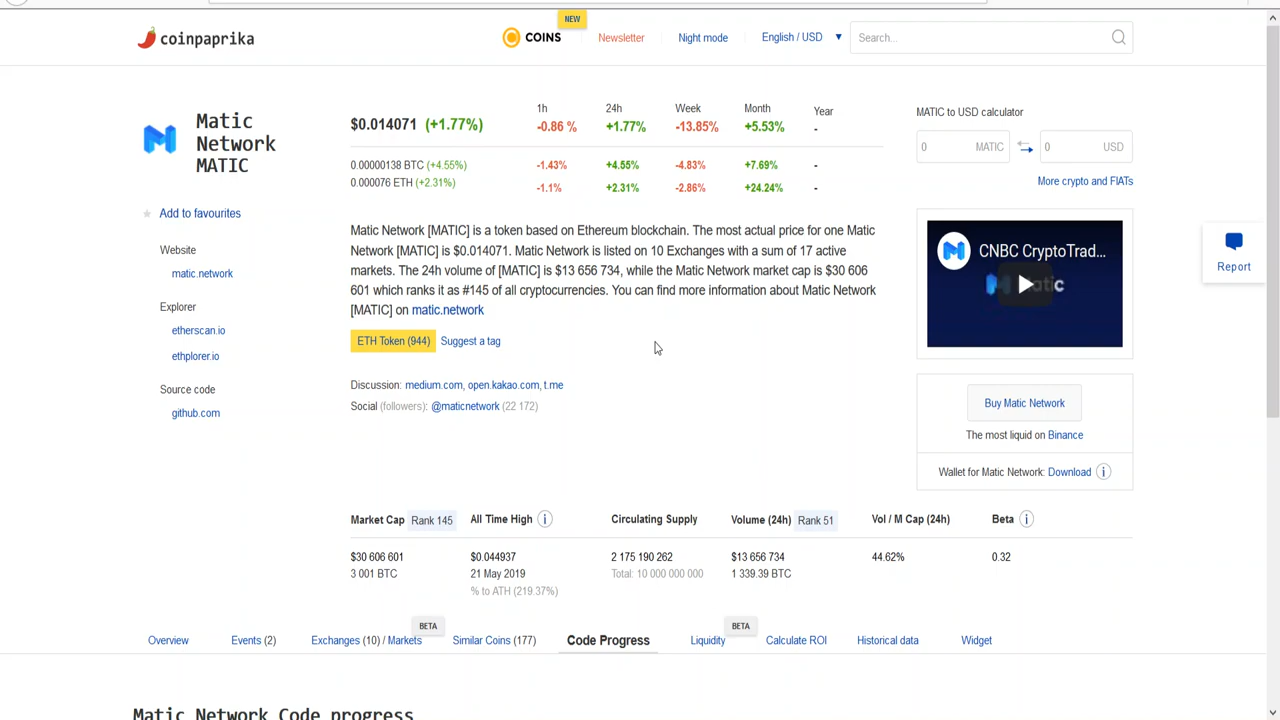 NEW
coinpaprika
COINS
Newsletter
Night mode
English / USD
Search...
Matic Network MATIC
$0.014071 (+1.77%)
1h 24h Week Month Year
-0.86 % +1.77% -13.85% +5.53% -
0.00000138 BTC (+4.55%) -1.43% +4.55% -4.83% +7.69% -
0.000076 ETH (+2.31%) -1.1% +2.31% -2.86% +24.24% -
MATIC to USD calculator
0 MATIC 0 USD
More crypto and FIATs
Add to favourites
Website
matic.network
Explorer
etherscan.io
ethplorer.io
Source code
github.com
Matic Network [MATIC] is a token based on Ethereum blockchain. The most actual price for one Matic
Network [MATIC] is $0.014071. Matic Network is listed on 10 Exchanges with a sum of 17 active
markets. The 24h volume of [MATIC] is $13 656 734, while the Matic Network market cap is $30 606
601 which ranks it as #145 of all cryptocurrencies. You can find more information about Matic Network
[MATIC] on matic.network
ETH Token (944) Suggest a tag
Discussion: medium.com, open.kakao.com, t.me
Social (followers): @maticnetwork (22 172)
CNBC CryptoTrad...
Matic
Report
Buy Matic Network
The most liquid on Binance
Wallet for Matic Network: Download i
Market Cap Rank 145 All Time High i Circulating Supply Volume (24h) Rank 51 Vol / M Cap (24h) Beta i
$30 606 601 $0.044937 2 175 190 262 $13 656 734 44.62% 0.32
3 001 BTC 21 May 2019 Total: 10 000 000 000 1 339.39 BTC
% to ATH (219.37%)
BETA BETA
Overview Events (2) Exchanges (10) / Markets Similar Coins (177) Code Progress Liquidity Calculate ROI Historical data Widget
Matic Network Code progress